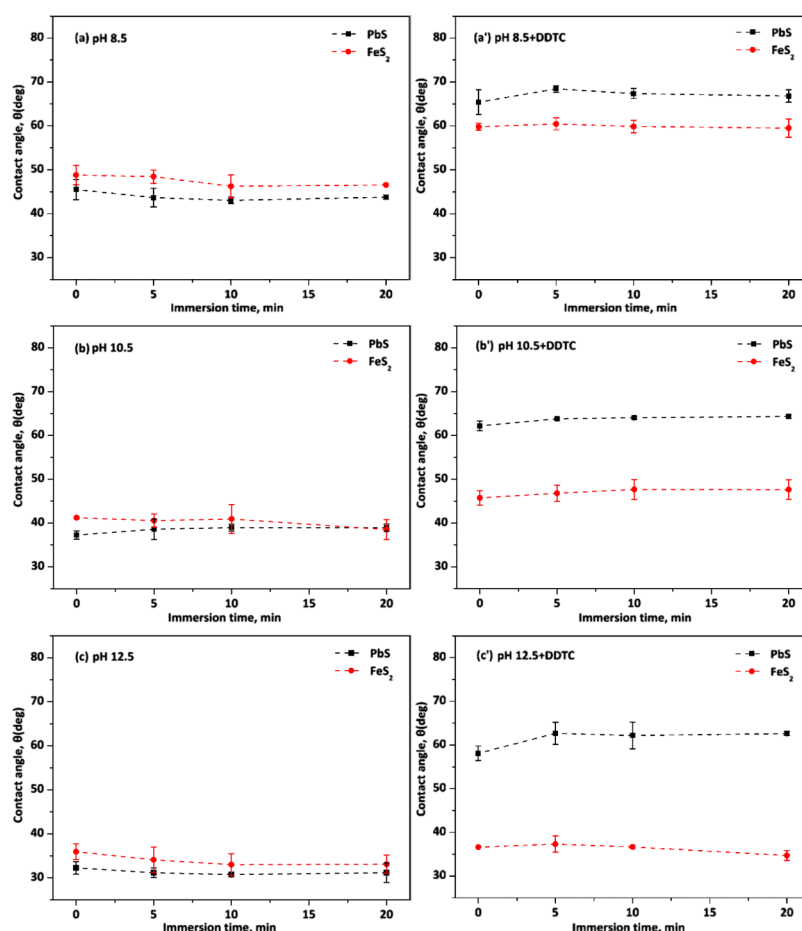 (a) pH 8.5
PbS
FeS₂
80
70
60
50
40
30
Contact angle, θ(deg)
0 5 10 15 20
Immersion time, min
(a') pH 8.5+DDTC
PbS
FeS₂
80
70
60
50
40
30
Contact angle, θ(deg)
0 5 10 15 20
Immersion time, min
(b) pH 10.5
PbS
FeS₂
80
70
60
50
40
30
Contact angle, θ(deg)
0 5 10 15 20
Immersion time, min
(b') pH 10.5+DDTC
PbS
FeS₂
80
70
60
50
40
30
Contact angle, θ(deg)
0 5 10 15 20
Immersion time, min
(c) pH 12.5
PbS
FeS₂
80
70
60
50
40
30
Contact angle, θ(deg)
0 5 10 15 20
Immersion time, min
(c') pH 12.5+DDTC
PbS
FeS₂
80
70
60
50
40
30
Contact angle, θ(deg)
0 5 10 15 20
Immersion time, min